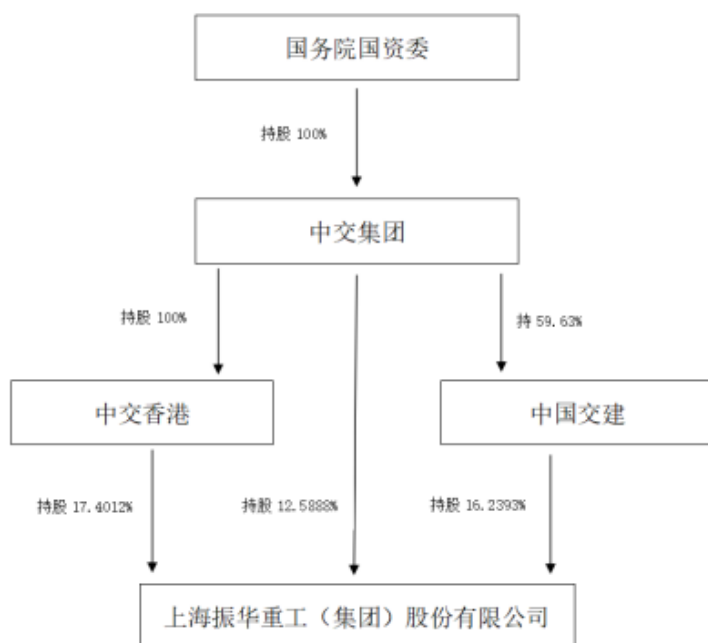 国务院国资委
持股 100%
中交集团
持股 100%
持 59.63%
中交香港
中国交建
持股 17.4012%
持股 12.5888%
持股 16.2393%
上海振华重工（集团）股份有限公司